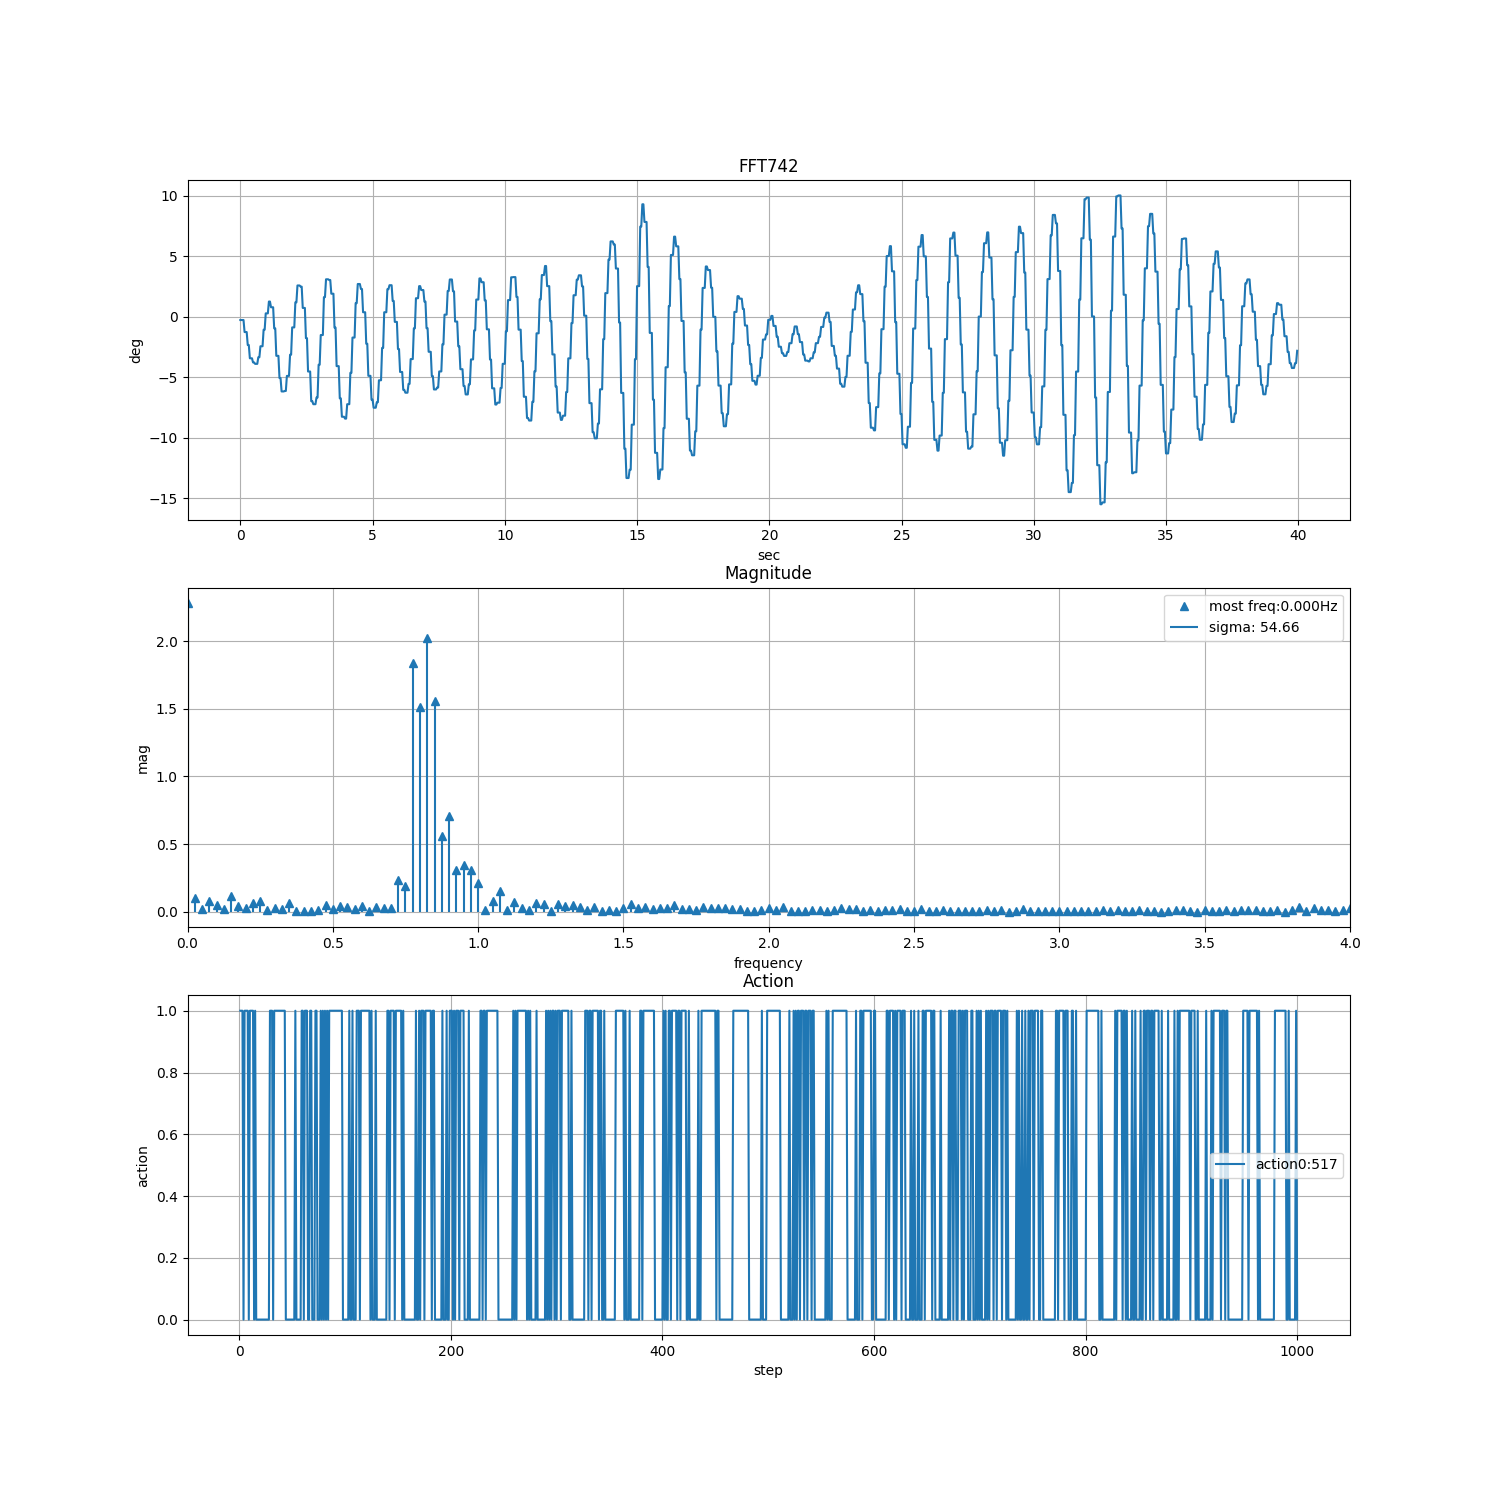 FFT742
10
5
0
−5
−10
−15
deg
0 5 10 15 20 25 30 35 40
sec
Magnitude
most freq:0.000Hz
sigma: 54.66
2.0
1.5
1.0
0.5
0.0
mag
0.0 0.5 1.0 1.5 2.0 2.5 3.0 3.5 4.0
frequency
Action
1.0
0.8
0.6
0.4
0.2
0.0
action
action0:517
0 200 400 600 800 1000
step